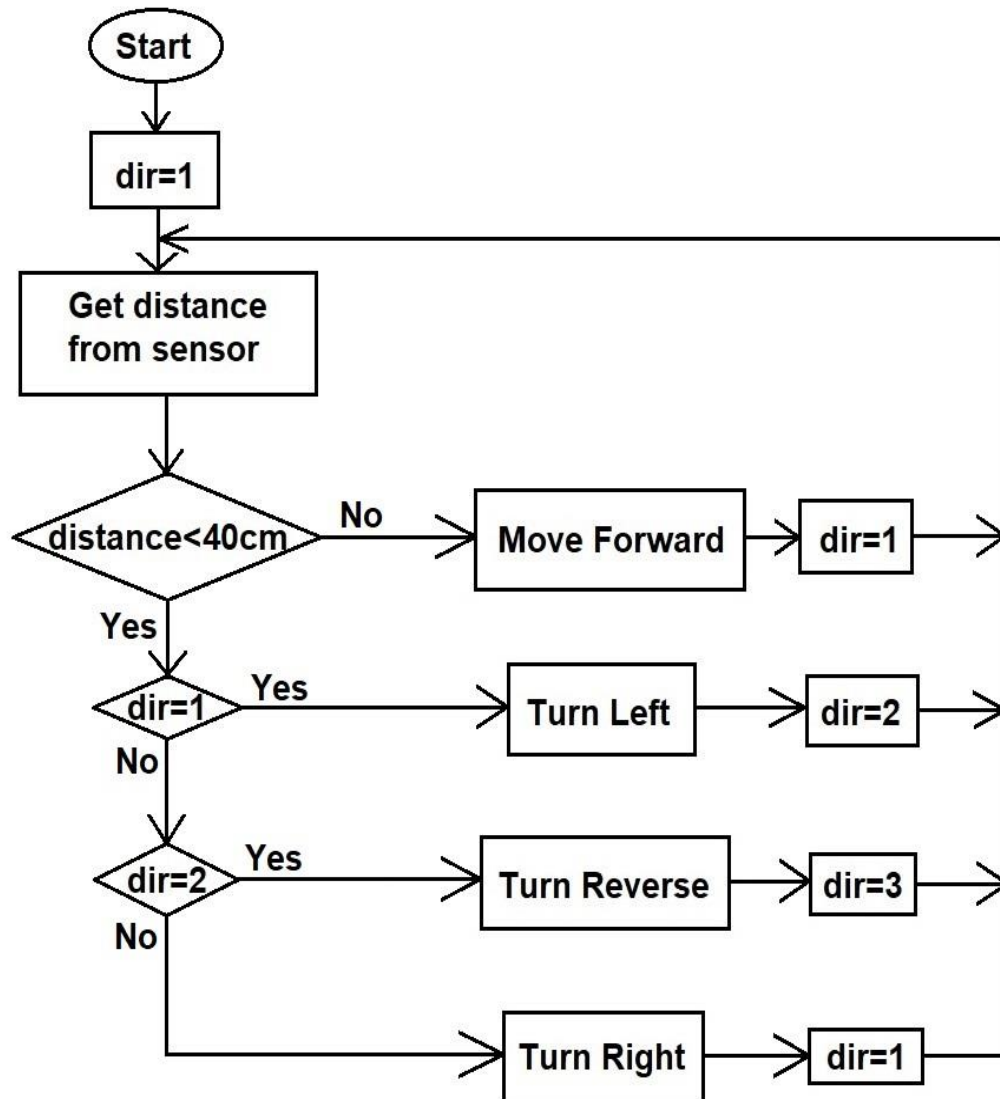 Start
dir=1
Get distance
from sensor
distance<40cm
No
Move Forward
dir=1
Yes
dir=1
Yes
Turn Left
dir=2
No
dir=2
Yes
Turn Reverse
dir=3
No
Turn Right
dir=1